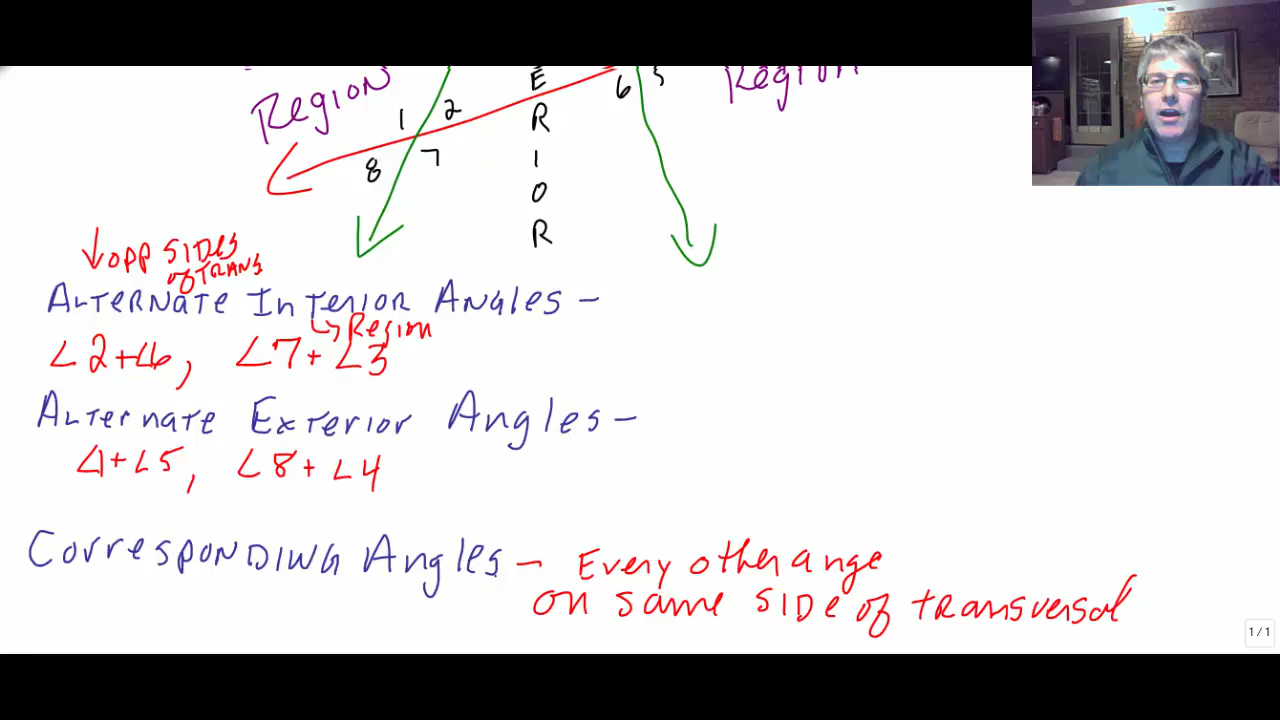 Region
1 2
8 7
E
R
I
O
R
6 5
Region
↓ OPP SIDES
of TRANS
ALTERNATE INTERIOR ANGLES -
↳ Region
∠2+∠6, ∠7+∠3
ALTERNATE EXTERIOR ANGLES -
∠1+∠5, ∠8+∠4
CORRESPONDING Angles - Every other ange
on same SIDE of transversal
1 / 1